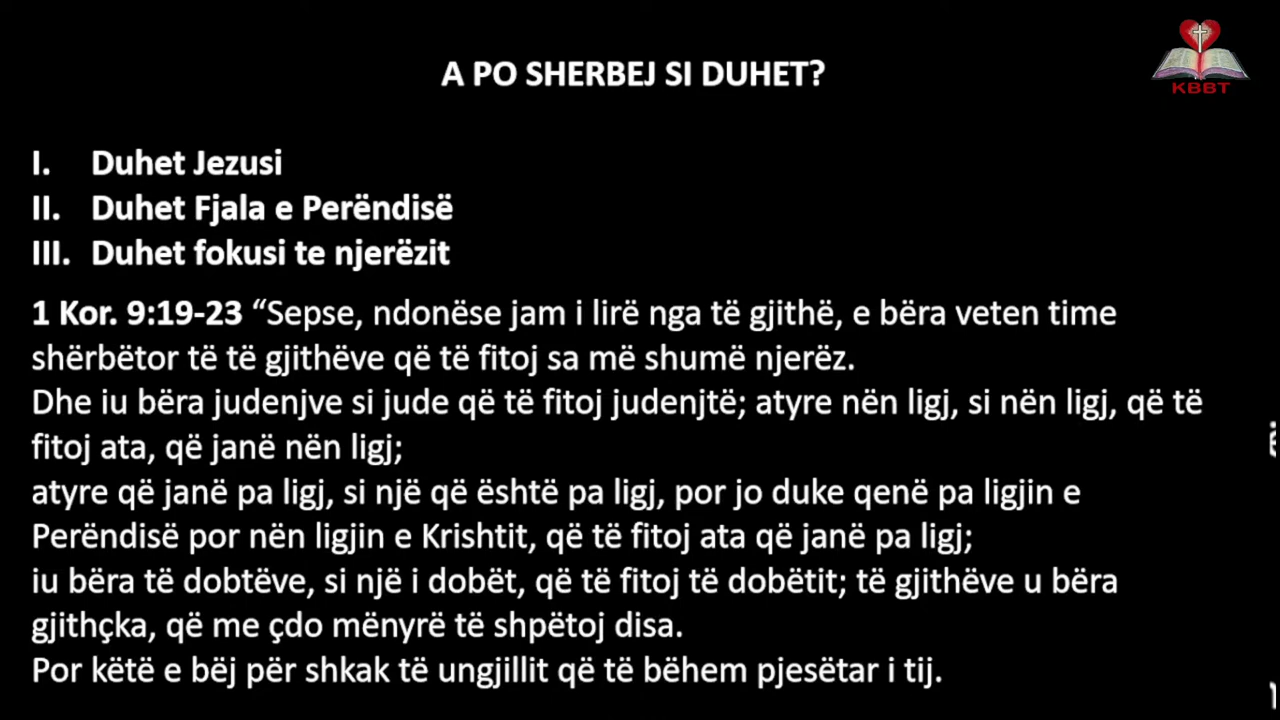 KBBT
A PO SHERBEJ SI DUHET?
I. Duhet Jezusi
II. Duhet Fjala e Perëndisë
III. Duhet fokusi te njerëzit
1 Kor. 9:19-23 “Sepse, ndonëse jam i lirë nga të gjithë, e bëra veten time
shërbëtor të të gjithëve që të fitoj sa më shumë njerëz.
Dhe iu bëra judenjve si jude që të fitoj judenjtë; atyre nën ligj, si nën ligj, që të
fitoj ata, që janë nën ligj;
atyre që janë pa ligj, si një që është pa ligj, por jo duke qenë pa ligjin e
Perëndisë por nën ligjin e Krishtit, që të fitoj ata që janë pa ligj;
iu bëra të dobtëve, si një i dobët, që të fitoj të dobëtit; të gjithëve u bëra
gjithçka, që me çdo mënyrë të shpëtoj disa.
Por këtë e bëj për shkak të ungjillit që të bëhem pjesëtar i tij.